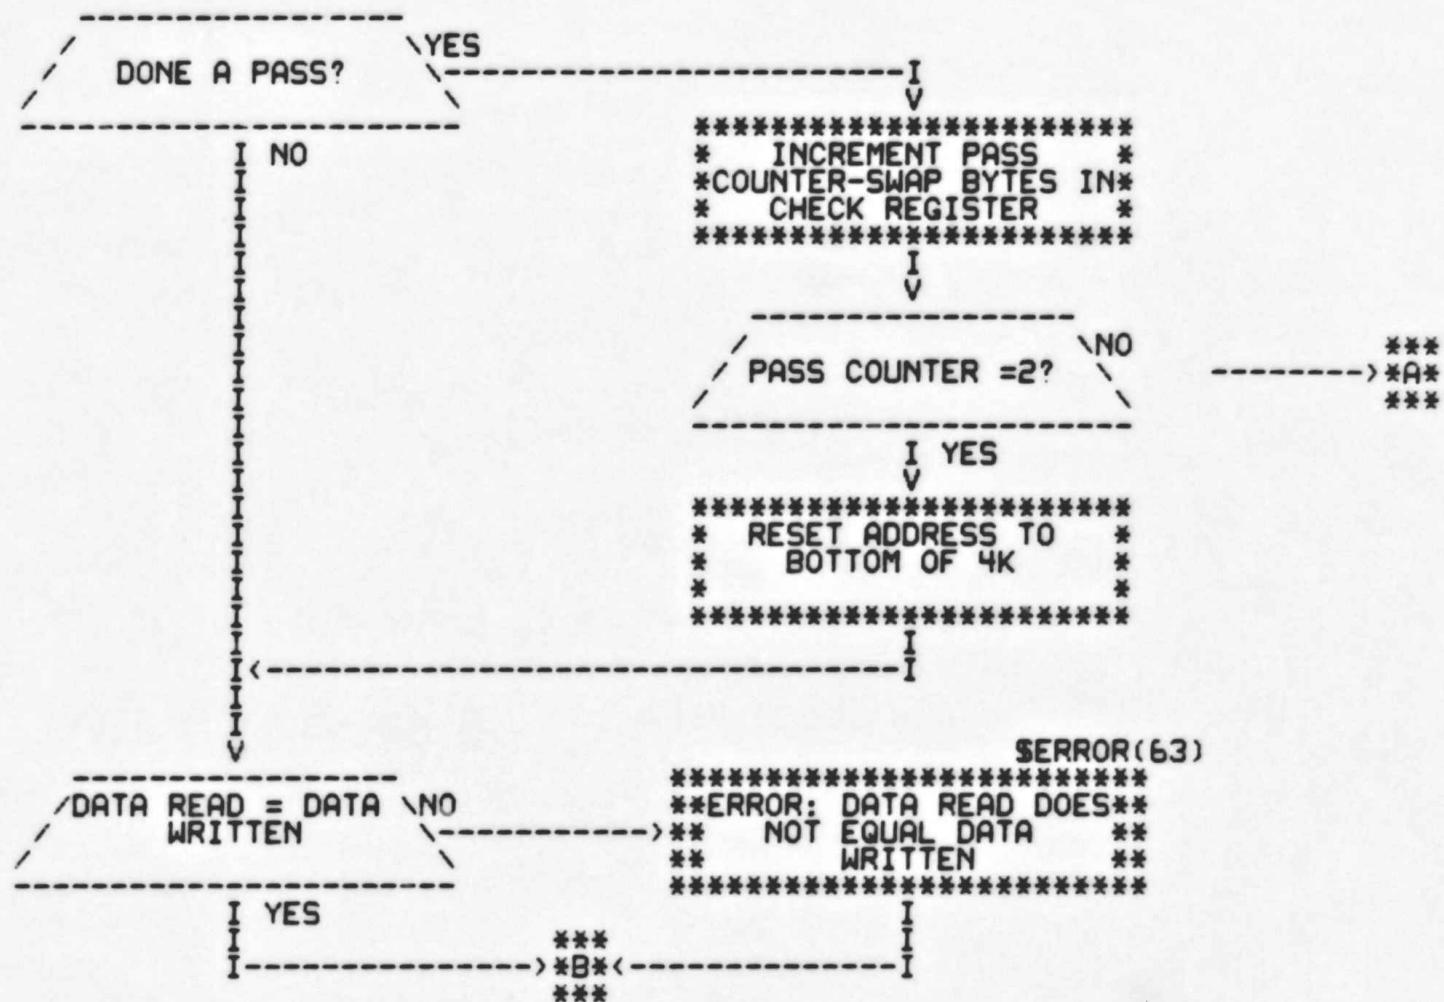 YES
DONE A PASS?
NO
INCREMENT PASS
COUNTER-SWAP BYTES IN
CHECK REGISTER
NO
PASS COUNTER =2?
A
YES
RESET ADDRESS TO
BOTTOM OF 4K
$ERROR(63)
DATA READ = DATA
WRITTEN
NO
ERROR: DATA READ DOES
NOT EQUAL DATA
WRITTEN
YES
B